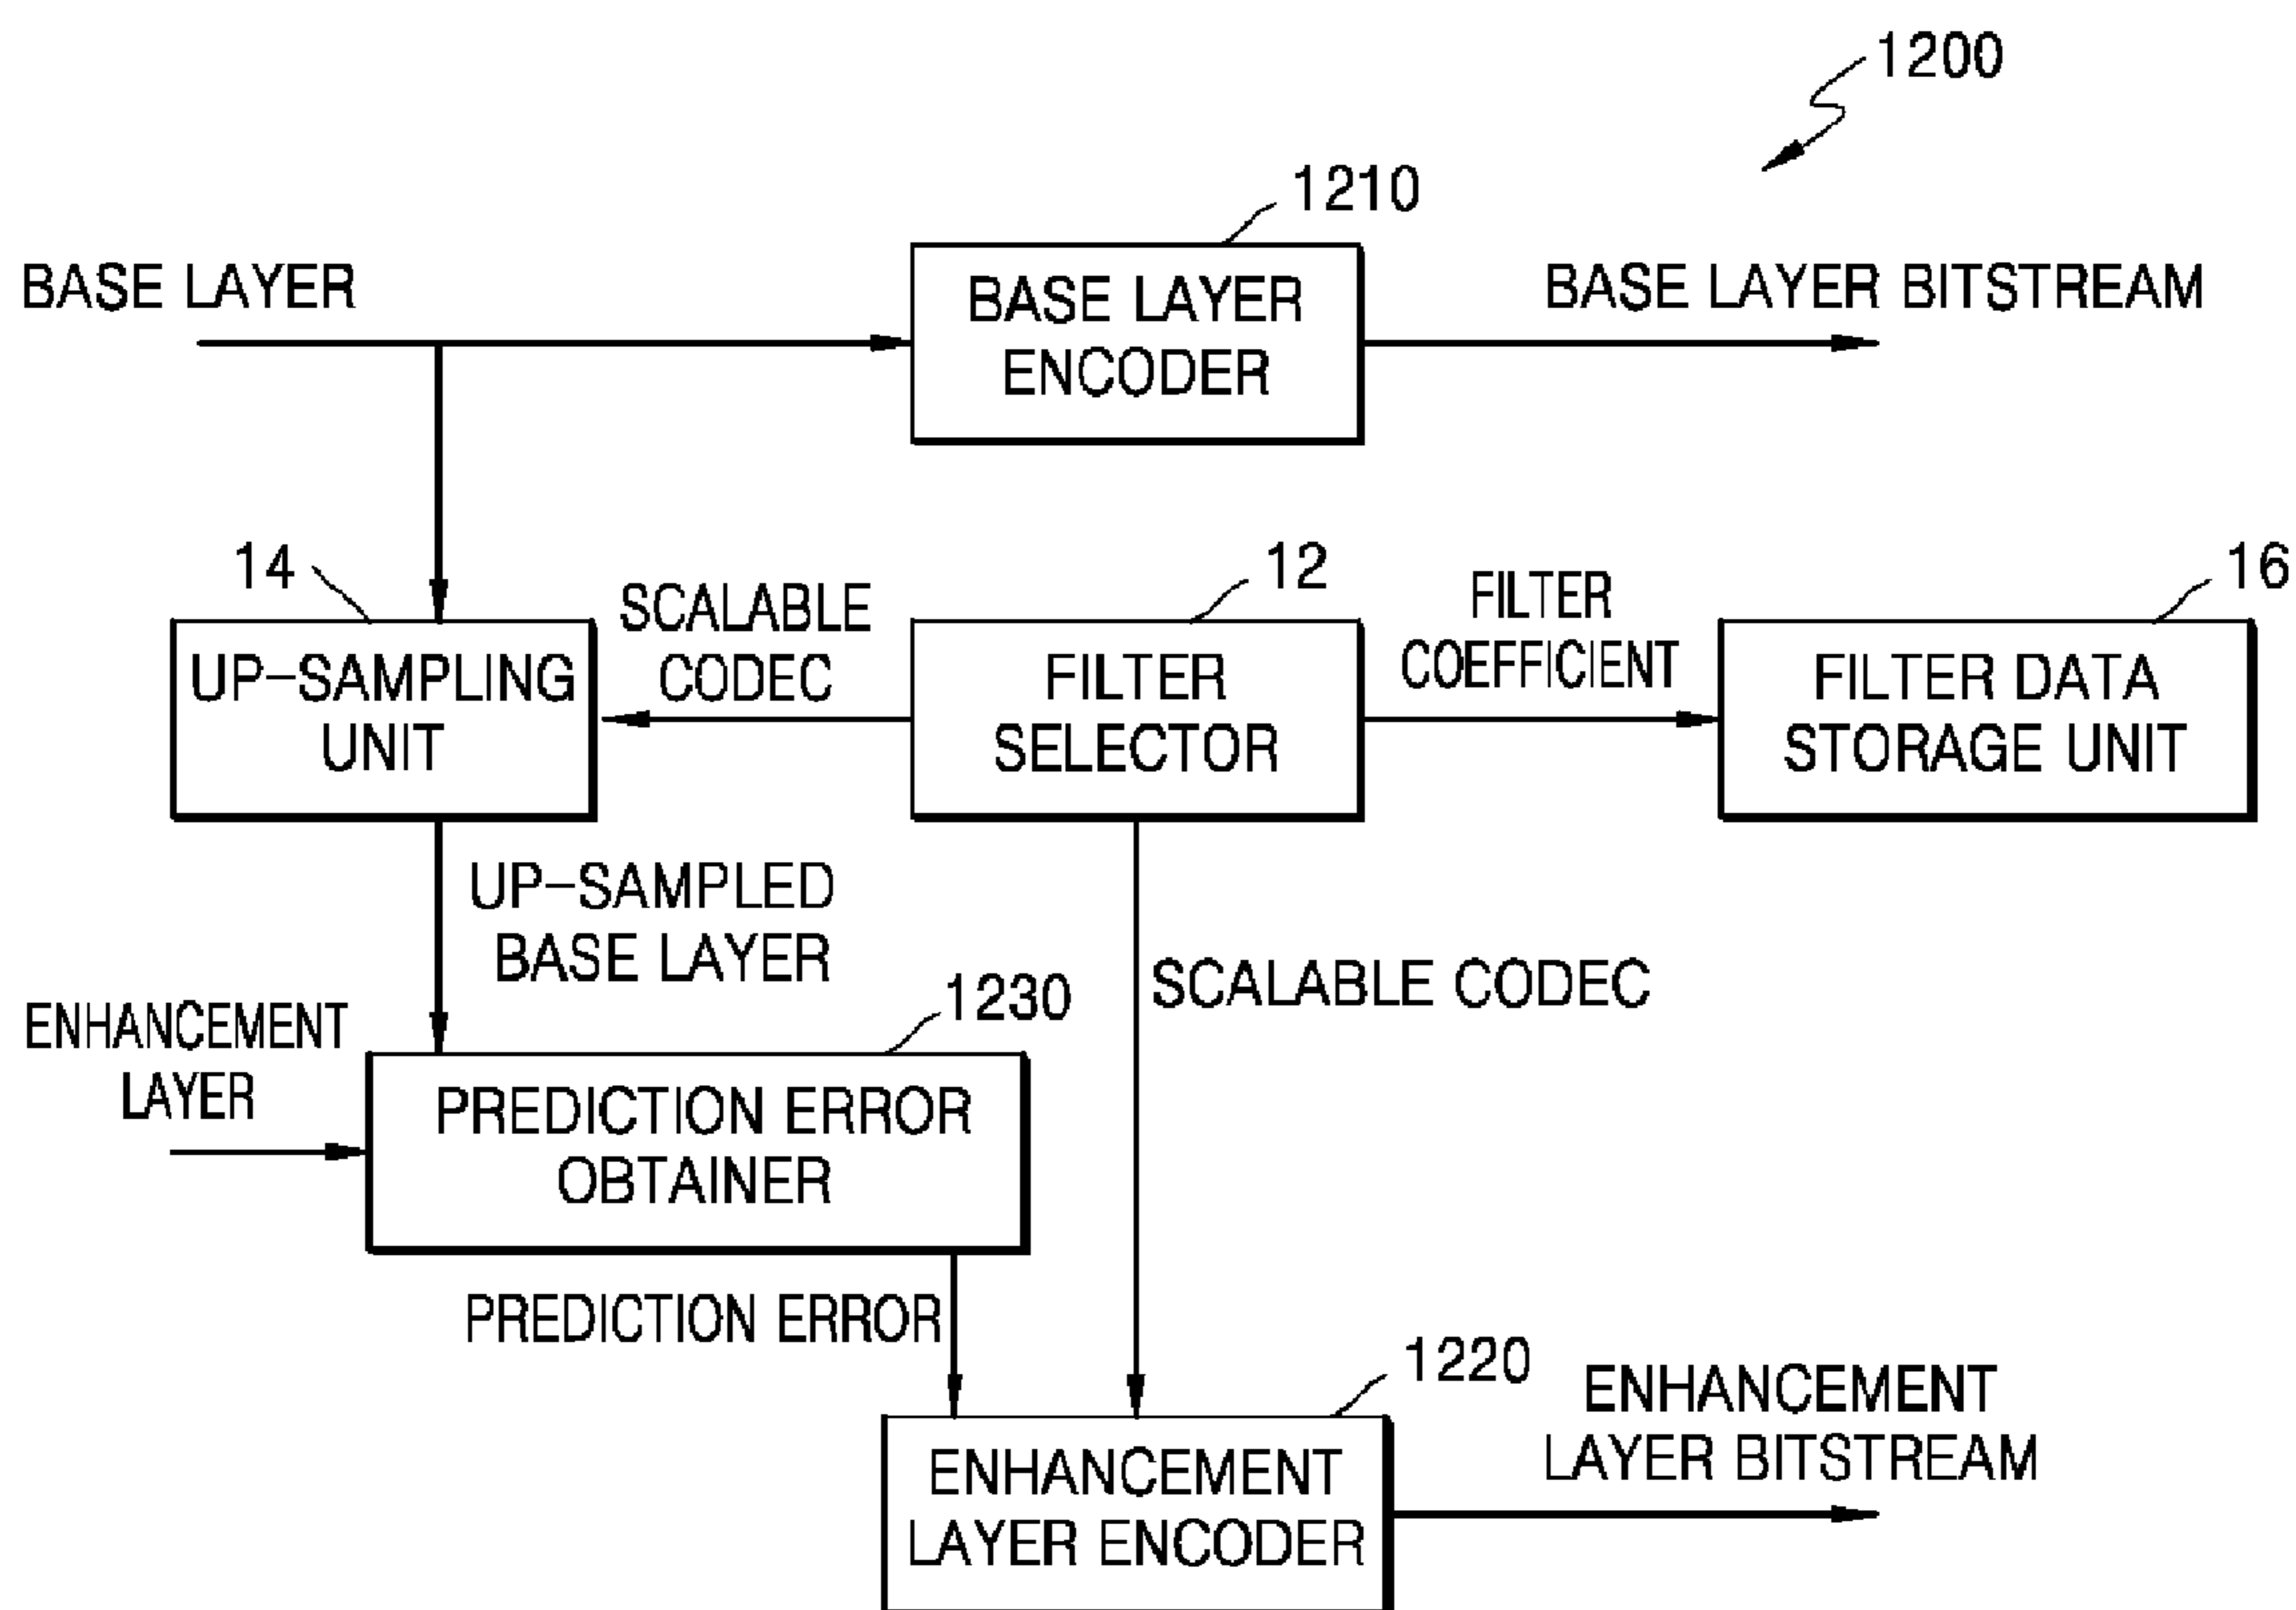 1200
1210
BASE LAYER
BASE LAYER
ENCODER
BASE LAYER BITSTREAM
14
SCALABLE
CODEC
12
FILTER
COEFFICIENT
16
UP-SAMPLING
UNIT
FILTER
SELECTOR
FILTER DATA
STORAGE UNIT
UP-SAMPLED
BASE LAYER
SCALABLE CODEC
ENHANCEMENT
LAYER
1230
PREDICTION ERROR
OBTAINER
PREDICTION ERROR
1220
ENHANCEMENT
LAYER ENCODER
ENHANCEMENT
LAYER BITSTREAM